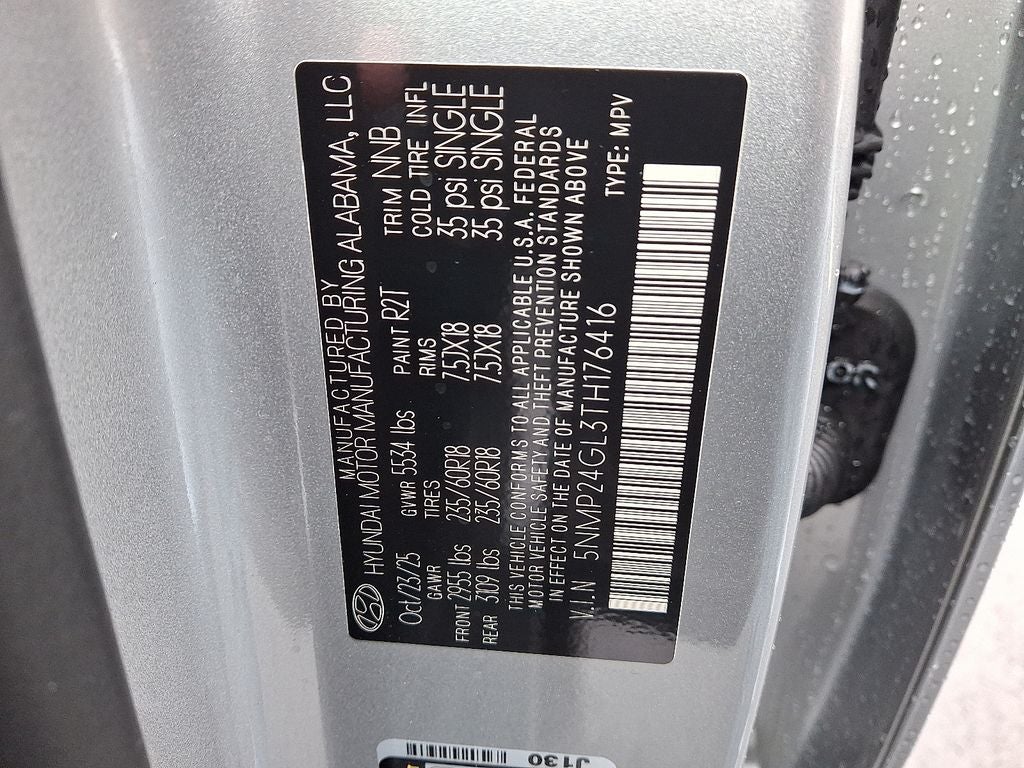 MANUFACTURED BY
HYUNDAI MOTOR MANUFACTURING ALABAMA, LLC
Oct/23/25 GVWR 5534 lbs PAINT R2T TRIM NNB
GAWR TIRES RIMS COLD TIRE INFL
FRONT 2955 lbs 235/60R18 7.5JX18 35 psi SINGLE
REAR 3109 lbs 235/60R18 7.5JX18 35 psi SINGLE
THIS VEHICLE CONFORMS TO ALL APPLICABLE U.S.A. FEDERAL
MOTOR VEHICLE SAFETY AND THEFT PREVENTION STANDARDS
IN EFFECT ON THE DATE OF MANUFACTURE SHOWN ABOVE
V.I.N 5NMP24GL3TH176416 TYPE: MPV
J130